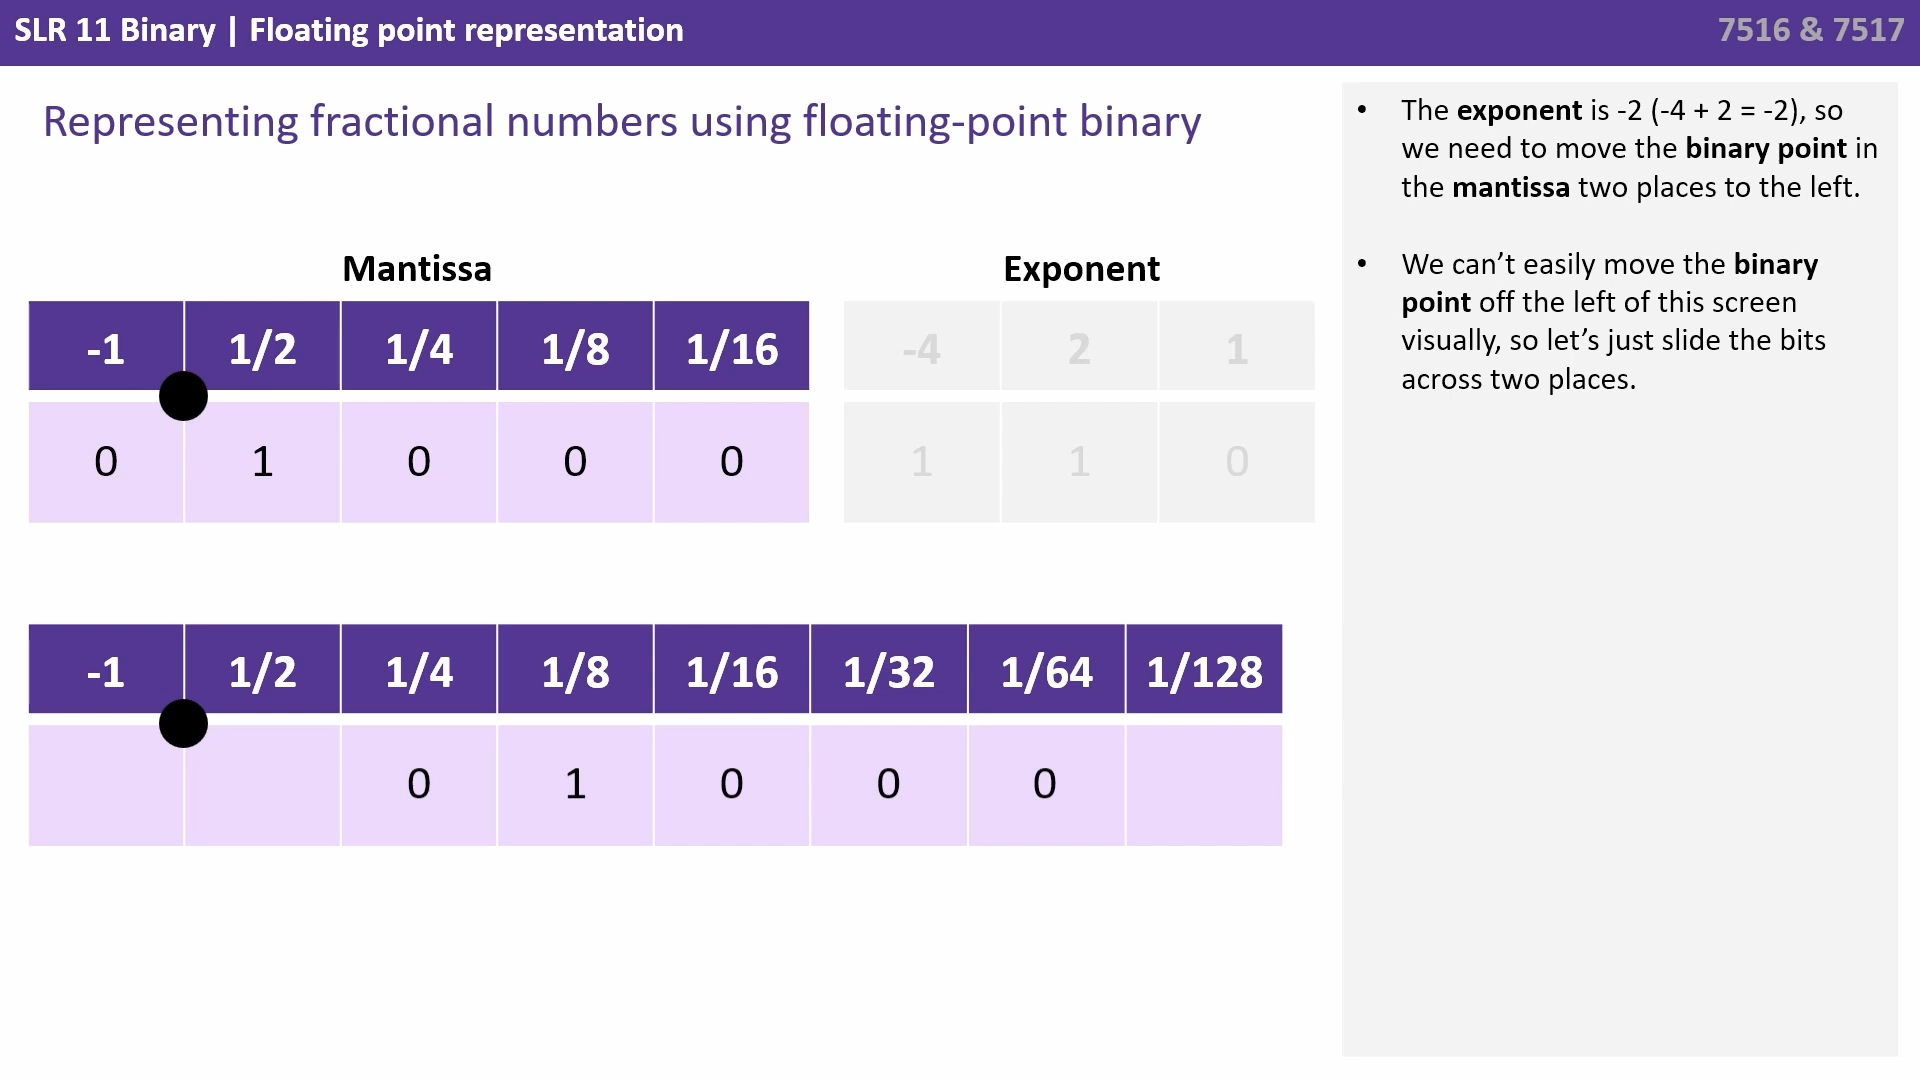 SLR 11 Binary | Floating point representation
7516 & 7517
Representing fractional numbers using floating-point binary
Mantissa
-1 1/2 1/4 1/8 1/16
0 1 0 0 0
Exponent
-4 2 1
1 1 0
-1 1/2 1/4 1/8 1/16 1/32 1/64 1/128
0 1 0 0 0
• The exponent is -2 (-4 + 2 = -2), so
we need to move the binary point in
the mantissa two places to the left.
• We can’t easily move the binary
point off the left of this screen
visually, so let’s just slide the bits
across two places.